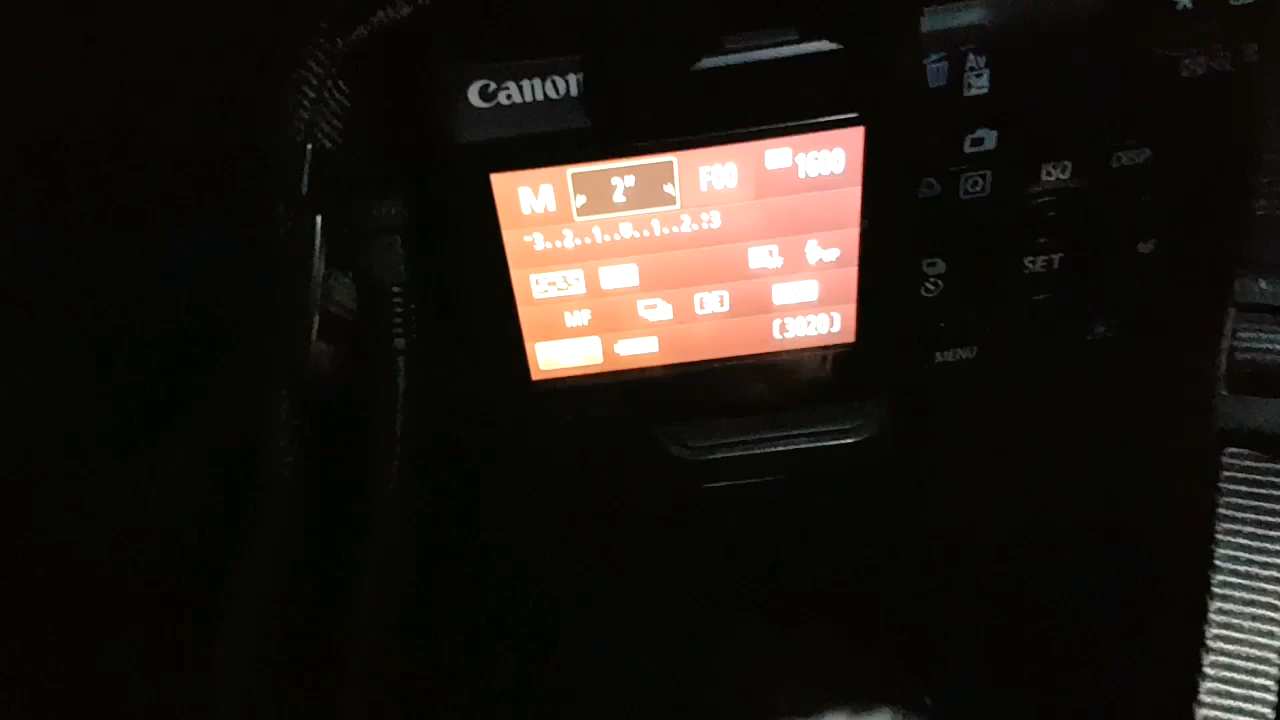 Canon
M 2" F00 1600
-3..2..1..0..1..2.:3
MF
[3020]
Av
ISO DISP
SET
MENU